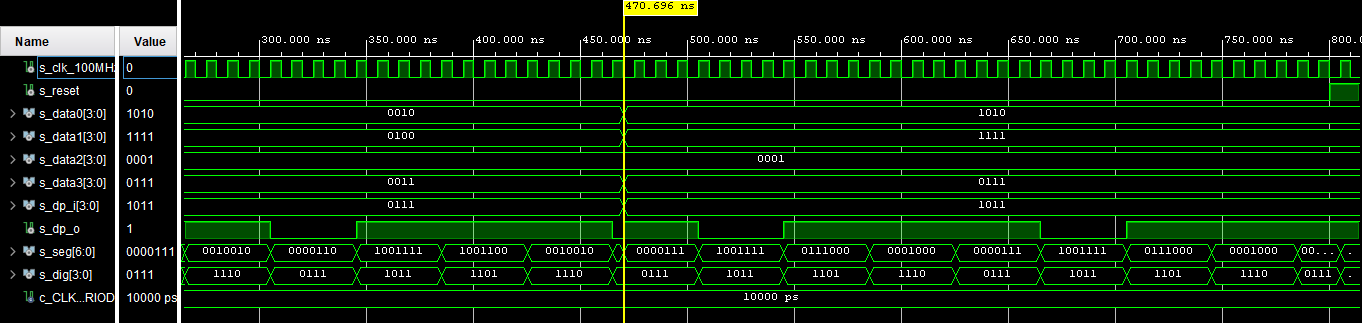 470.696 ns
Name Value
300.000 ns 350.000 ns 400.000 ns 450.000 ns 500.000 ns 550.000 ns 600.000 ns 650.000 ns 700.000 ns 750.000 ns 800.
s_clk_100MH 0
s_reset 0
s_data0[3:0] 1010 0010 1010
s_data1[3:0] 1111 0100 1111
s_data2[3:0] 0001 0001
s_data3[3:0] 0111 0011 0111
s_dp_i[3:0] 1011 0111 1011
s_dp_o 1
s_seg[6:0] 0000111 0010010 0000110 1001111 1001100 0010010 0000111 1001111 0111000 0001000 0000111 1001111 0111000 0001000 00... .
s_dig[3:0] 0111 1110 0111 1011 1101 1110 0111 1011 1101 1110 0111 1011 1101 1110 0111 .
c_CLK...RIOD 10000 ps 10000 ps